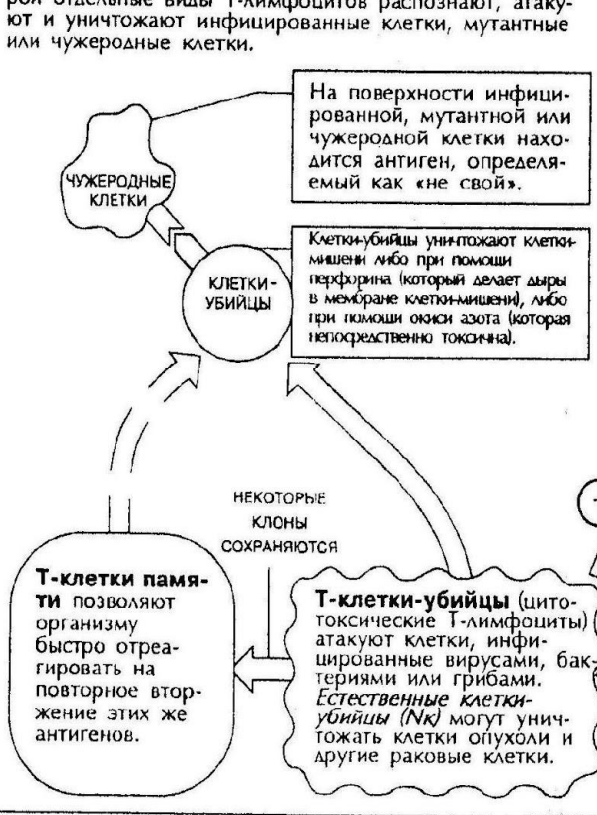 рой отдельные виды Т-лимфоцитов распознают, атаку-
ют и уничтожают инфицированные клетки, мутантные
или чужеродные клетки.
На поверхности инфици-
рованной, мутантной или
чужеродной клетки нахо-
дится антиген, определя-
емый как «не свой».
ЧУЖЕРОДНЫЕ
КЛЕТКИ
Клетки-убийцы уничтожают клетки-
мишени либо при помощи
перфорина (который делает дыры
в мембране клетки-мишени), либо
при помощи окиси азота (которая
непосредственно токсична).
КЛЕТКИ-
УБИЙЦЫ
НЕКОТОРЫЕ
КЛОНЫ
СОХРАНЯЮТСЯ
Т-клетки памя-
ти позволяют
организму
быстро отреа-
гировать на
повторное втор-
жение этих же
антигенов.
Т-клетки-убийцы (цито-
токсические Т-лимфоциты)
атакуют клетки, инфи-
цированные вирусами, бак-
териями или грибами.
Естественные клетки-
убийцы (Nк) могут унич-
тожать клетки опухоли и
другие раковые клетки.